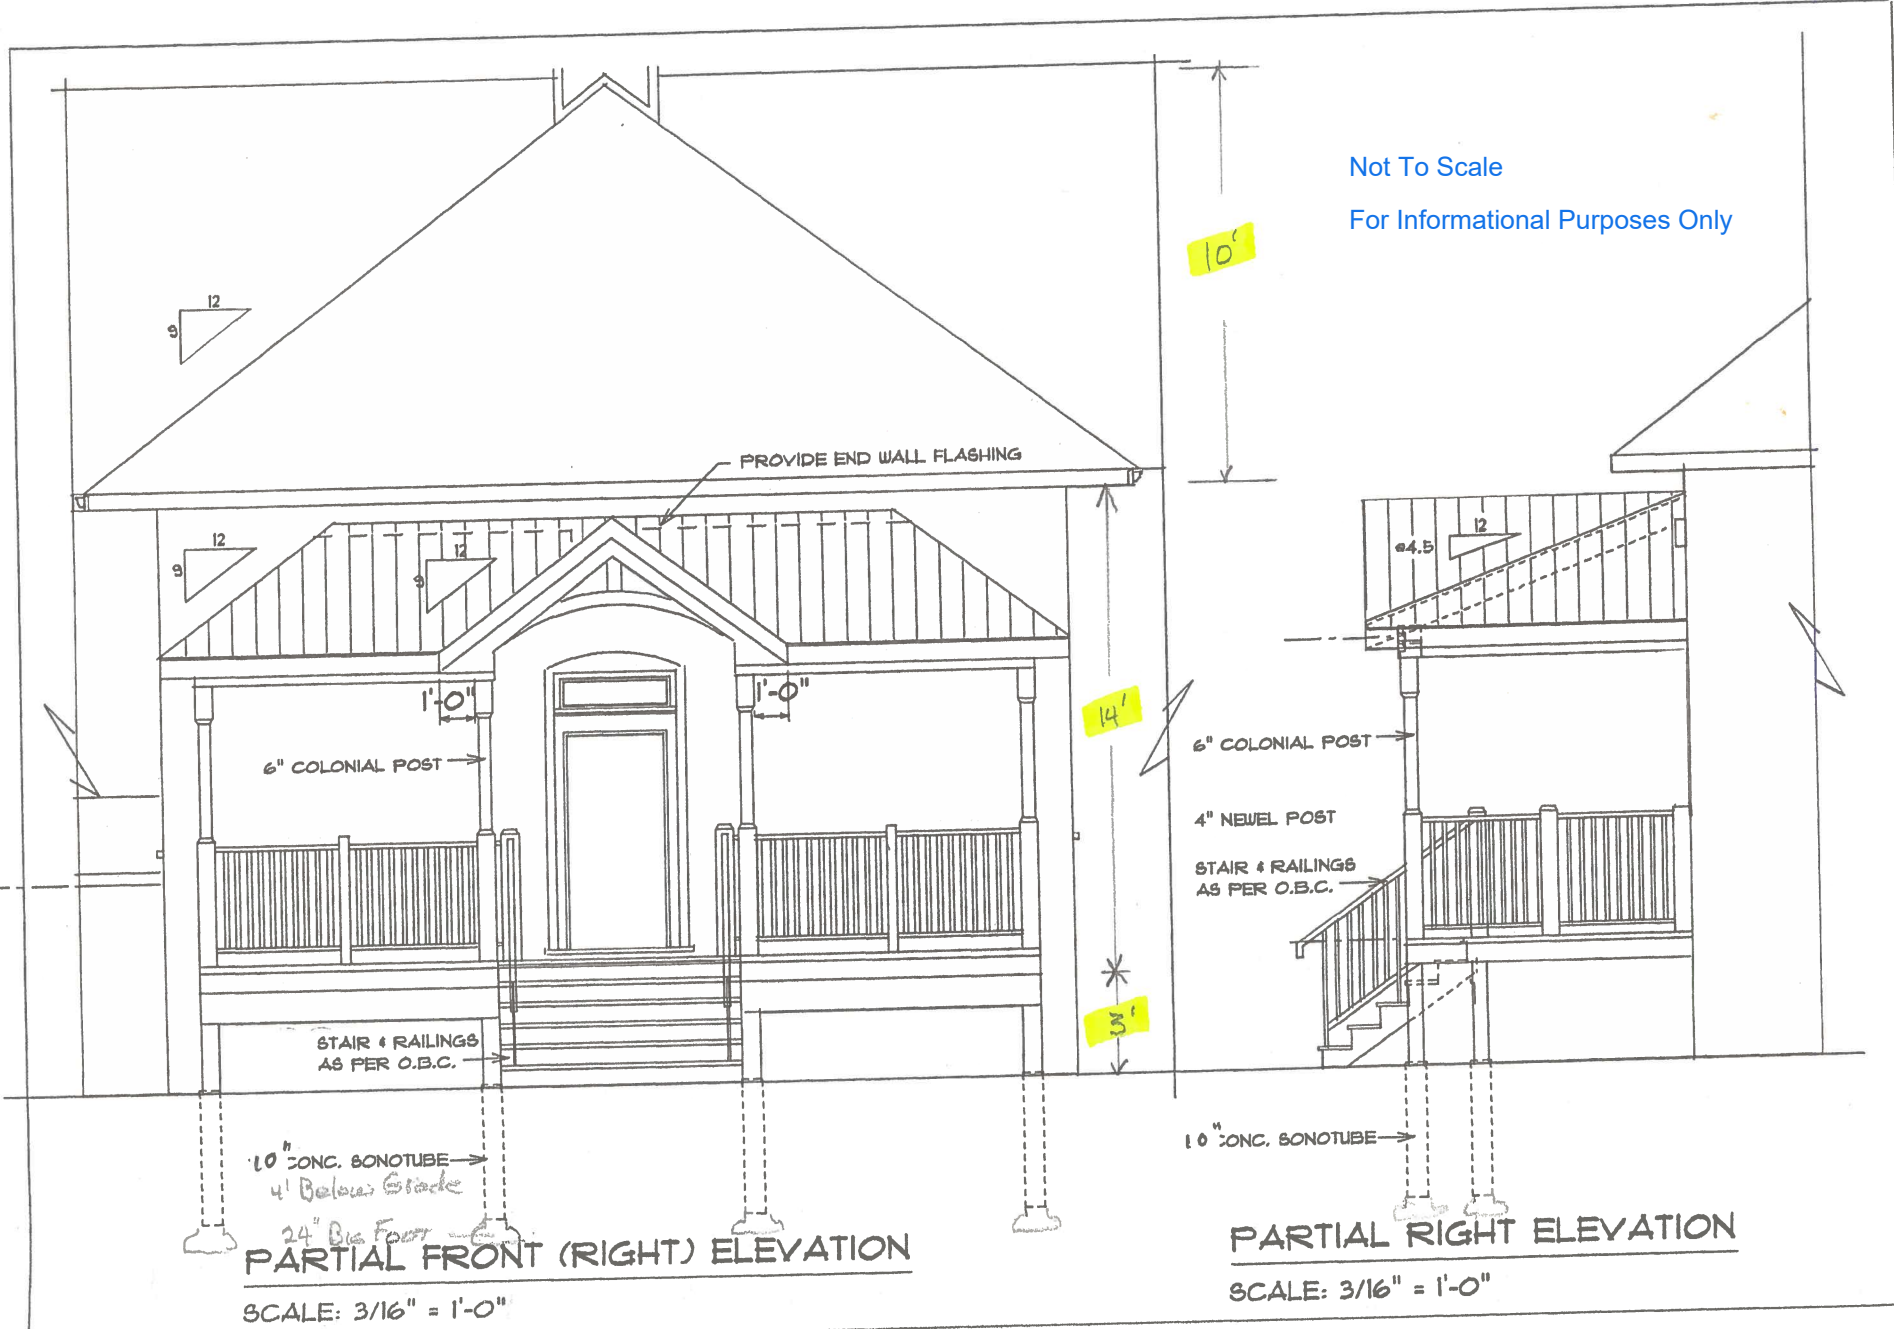 Not To Scale
For Informational Purposes Only
10'
12
9
PROVIDE END WALL FLASHING
12
9
12
9
12
⌀4.5
1'-0"
1'-0"
14'
6" COLONIAL POST
6" COLONIAL POST
4" NEWEL POST
STAIR & RAILINGS
AS PER O.B.C.
3'
STAIR & RAILINGS
AS PER O.B.C.
10" CONC. SONOTUBE
4' Below Grade
24" Big Foot
10" CONC. SONOTUBE
PARTIAL FRONT (RIGHT) ELEVATION
SCALE: 3/16" = 1'-0"
PARTIAL RIGHT ELEVATION
SCALE: 3/16" = 1'-0"